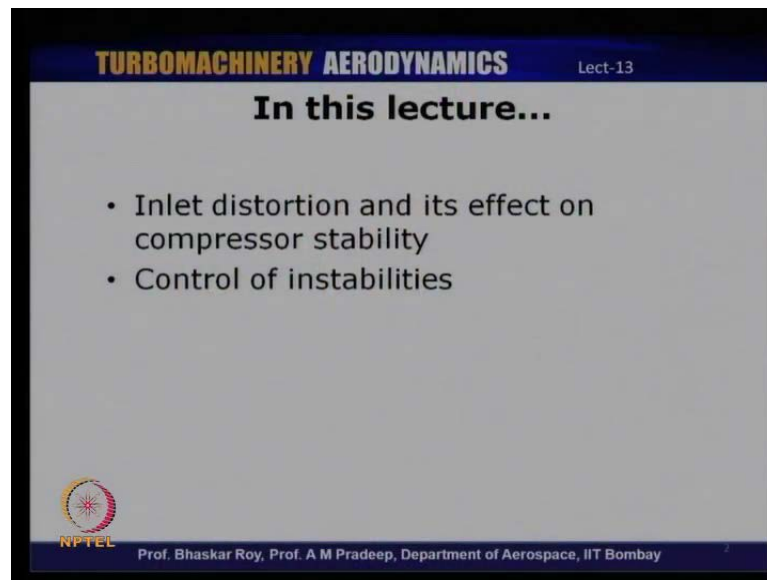 TURBOMACHINERY AERODYNAMICS Lect-13
In this lecture...
• Inlet distortion and its effect on
compressor stability
• Control of instabilities
NPTEL
Prof. Bhaskar Roy, Prof. A M Pradeep, Department of Aerospace, IIT Bombay 2